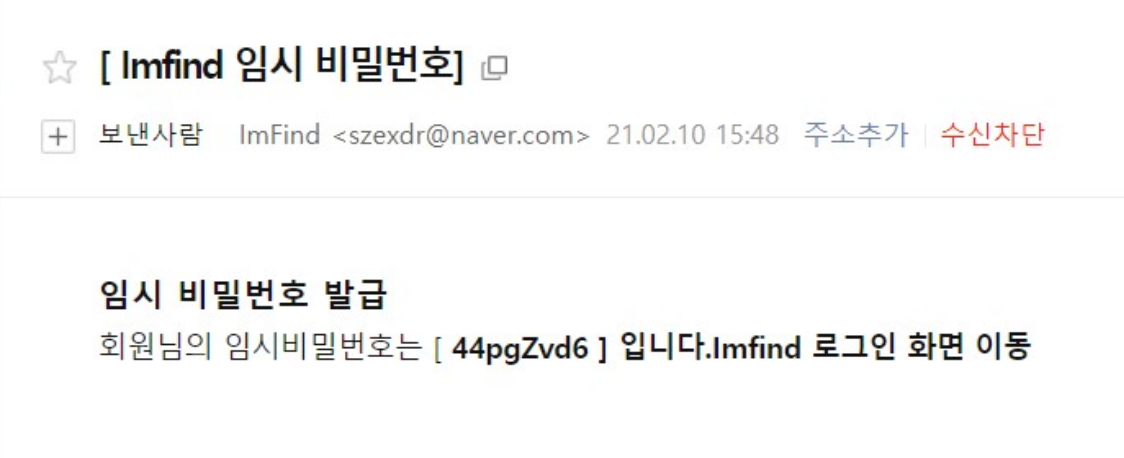 [ Imfind 임시 비밀번호]
보낸사람 ImFind <szexdr@naver.com> 21.02.10 15:48 주소추가 수신차단
임시 비밀번호 발급
회원님의 임시비밀번호는 [ 44pgZvd6 ] 입니다.Imfind 로그인 화면 이동